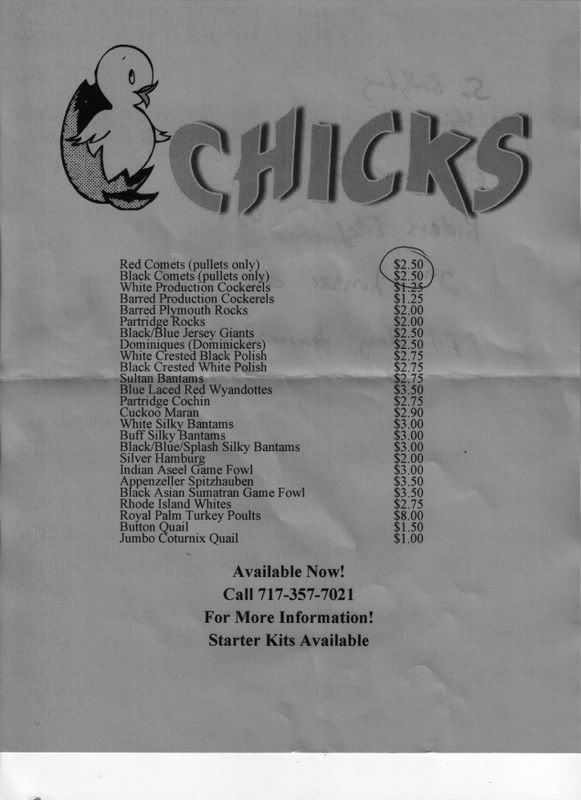 CHICKS
Red Comets (pullets only) $2.50
Black Comets (pullets only) $2.50
White Production Cockerels $1.25
Barred Production Cockerels $1.25
Barred Plymouth Rocks $2.00
Partridge Rocks $2.00
Black/Blue Jersey Giants $2.50
Dominiques (Dominickers) $2.50
White Crested Black Polish $2.75
Black Crested White Polish $2.75
Sultan Bantams $2.75
Blue Laced Red Wyandottes $3.50
Partridge Cochin $2.75
Cuckoo Maran $2.90
White Silky Bantams $3.00
Buff Silky Bantams $3.00
Black/Blue/Splash Silky Bantams $3.00
Silver Hamburg $2.00
Indian Aseel Game Fowl $3.00
Appenzeller Spitzhauben $3.50
Black Asian Sumatran Game Fowl $3.50
Rhode Island Whites $2.75
Royal Palm Turkey Poults $8.00
Button Quail $1.50
Jumbo Coturnix Quail $1.00
Available Now!
Call 717-357-7021
For More Information!
Starter Kits Available